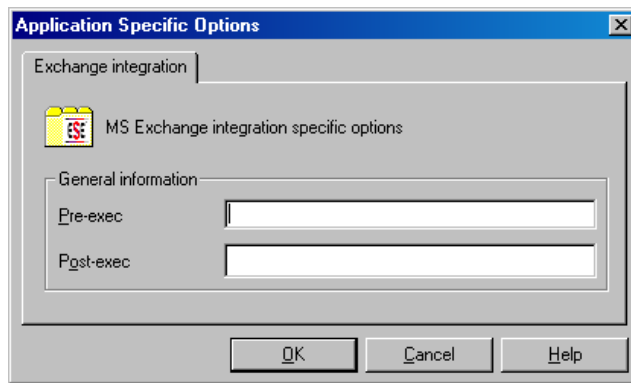 Application Specific Options
Exchange integration
ESE
MS Exchange integration specific options
General information
Pre-exec
Post-exec
OK
Cancel
Help